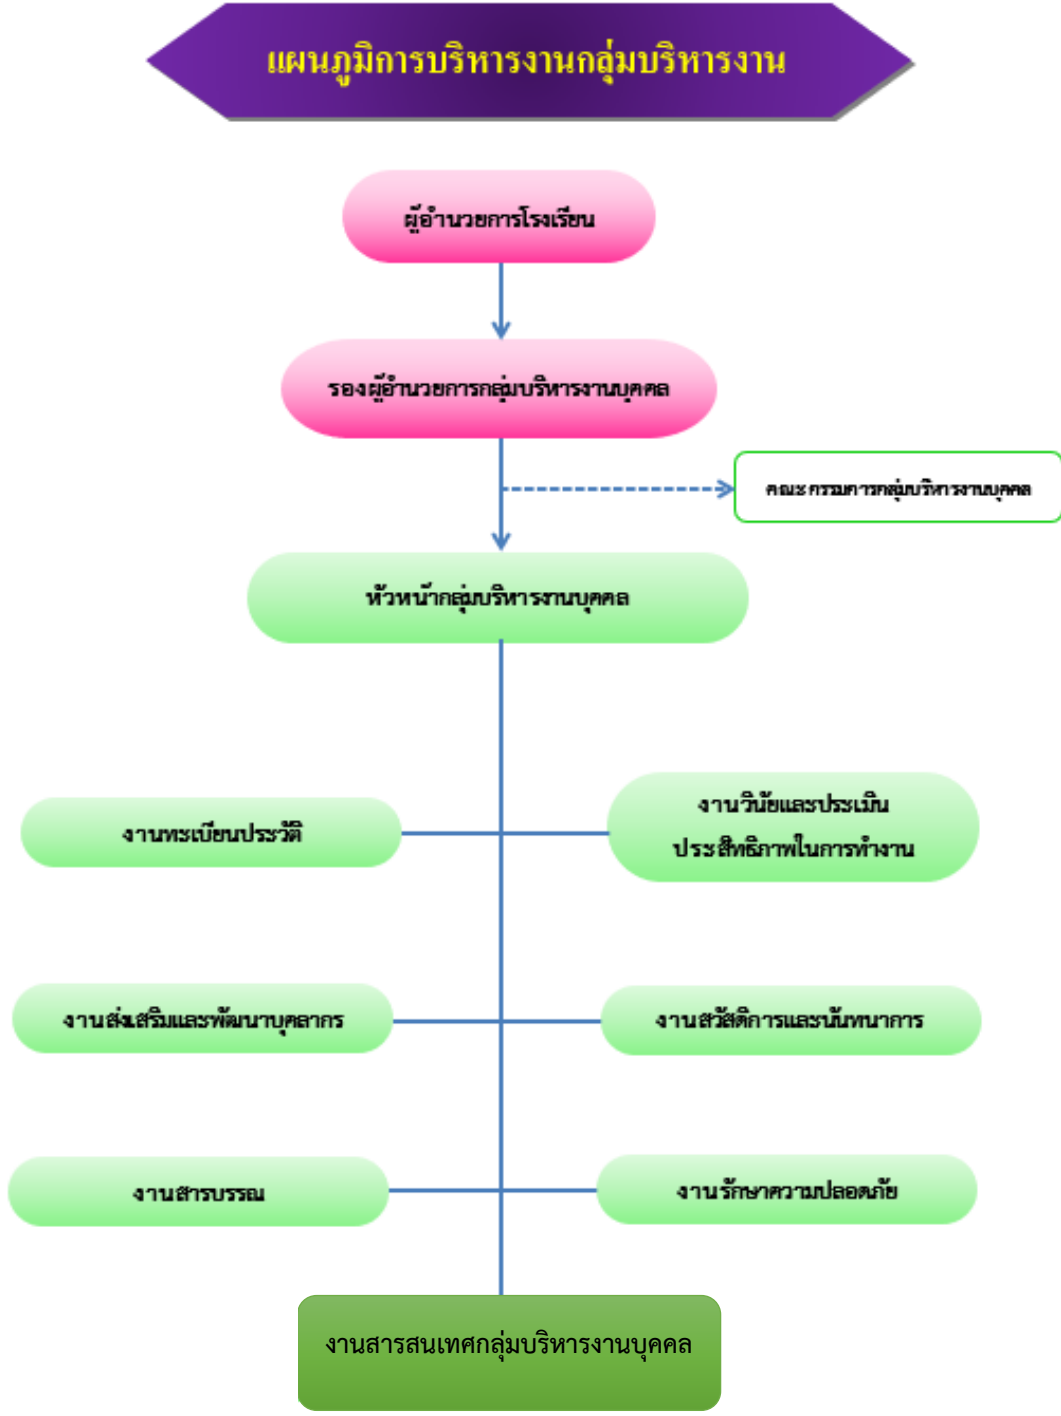 แผนภูมิการบริหารงานกลุ่มบริหารงาน
ผู้อำนวยการโรงเรียน
รองผู้อำนวยการกลุ่มบริหารงานบุคคล
คณะกรรมการกลุ่มบริหารงานบุคคล
หัวหน้ากลุ่มบริหารงานบุคคล
งานทะเบียนประวัติ
งานวินัยและประเมิน
ประสิทธิภาพในการทำงาน
งานส่งเสริมและพัฒนาบุคลากร
งานสวัสดิการและนันทนาการ
งานสารบรรณ
งานรักษาความปลอดภัย
งานสารสนเทศกลุ่มบริหารงานบุคคล